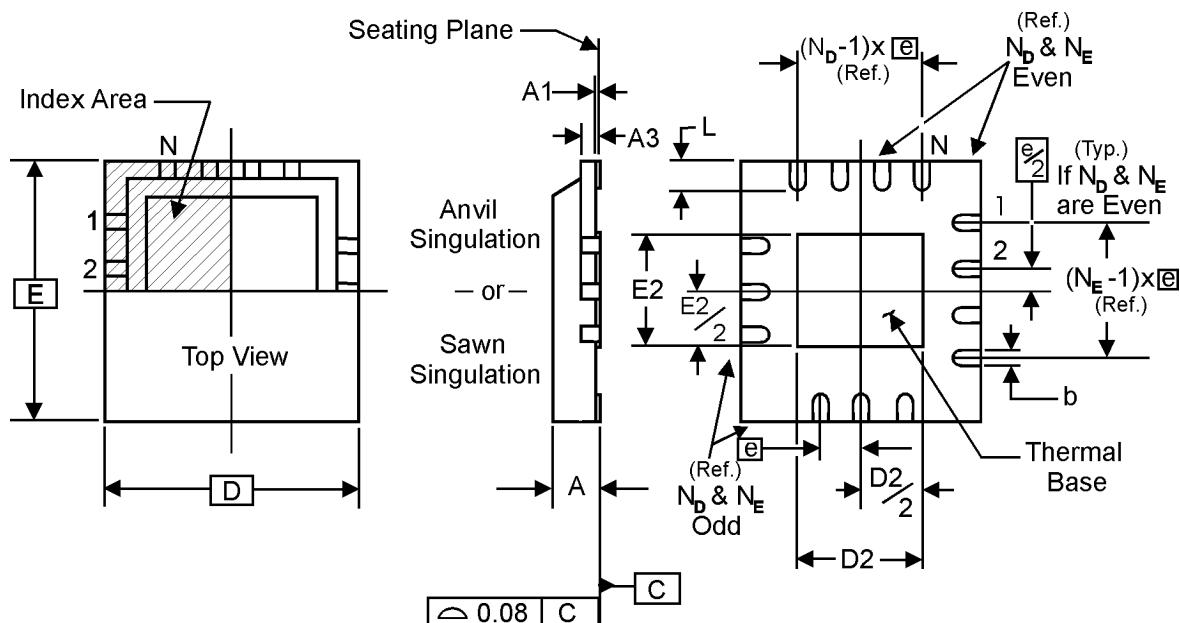 Seating Plane
(Ref.)
(N_D-1)x e
(Ref.)
N_D & N_E
Even
A1
Index Area
L
A3
N
N
e/2
(Typ.)
If N_D & N_E
are Even
1
1
2
2
Anvil
Singulation
– or –
Sawn
Singulation
E
E2
E2/2
(N_E-1)x e
(Ref.)
Top View
b
e
Thermal
Base
(Ref.)
N_D & N_E
Odd
D
A
D2/2
D2
C
0.08 C